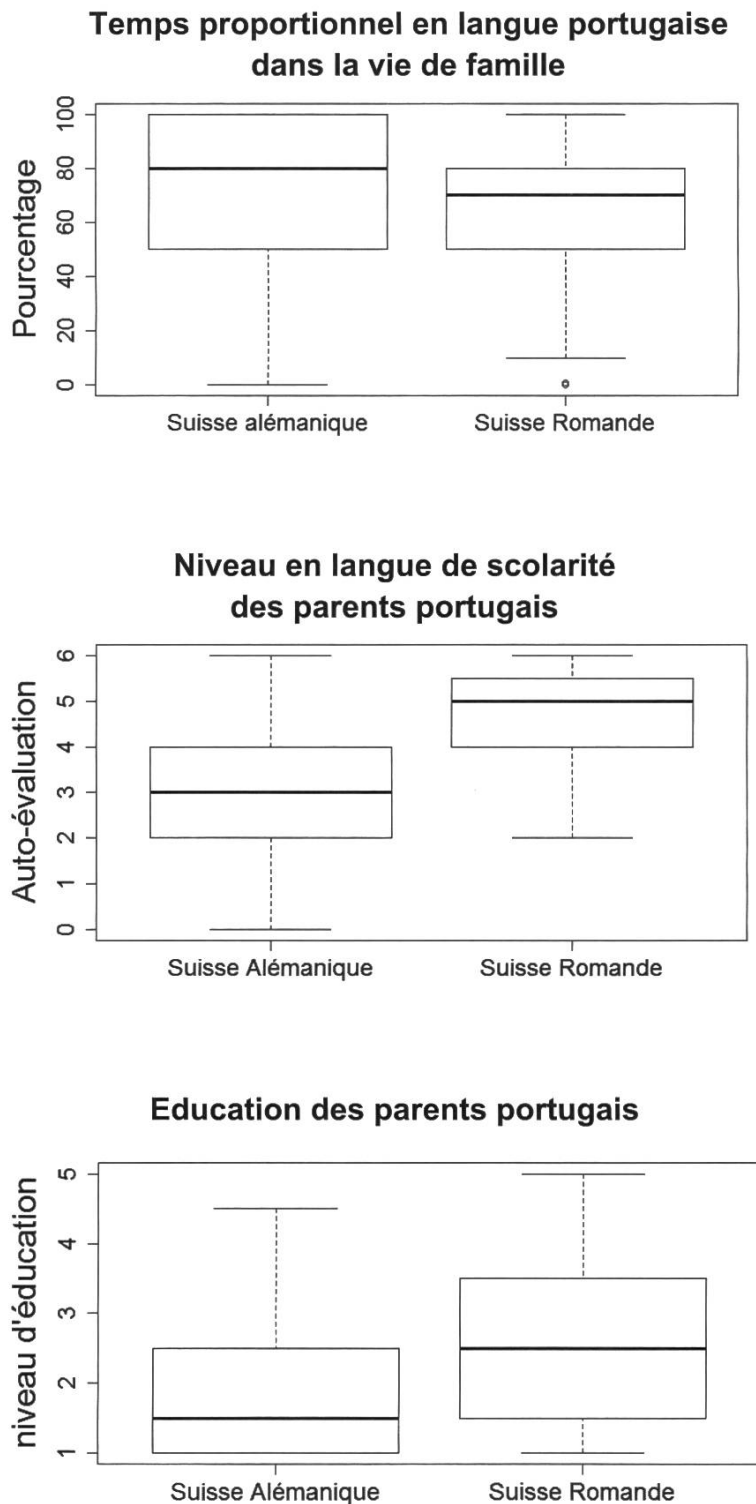 Temps proportionnel en langue portugaise
dans la vie de famille
Pourcentage
100
80
60
40
20
0
Suisse alémanique
Suisse Romande
Niveau en langue de scolarité
des parents portugais
Auto-évaluation
6
5
4
3
2
1
0
Suisse Alémanique
Suisse Romande
Education des parents portugais
niveau d'éducation
5
4
3
2
1
Suisse Alémanique
Suisse Romande